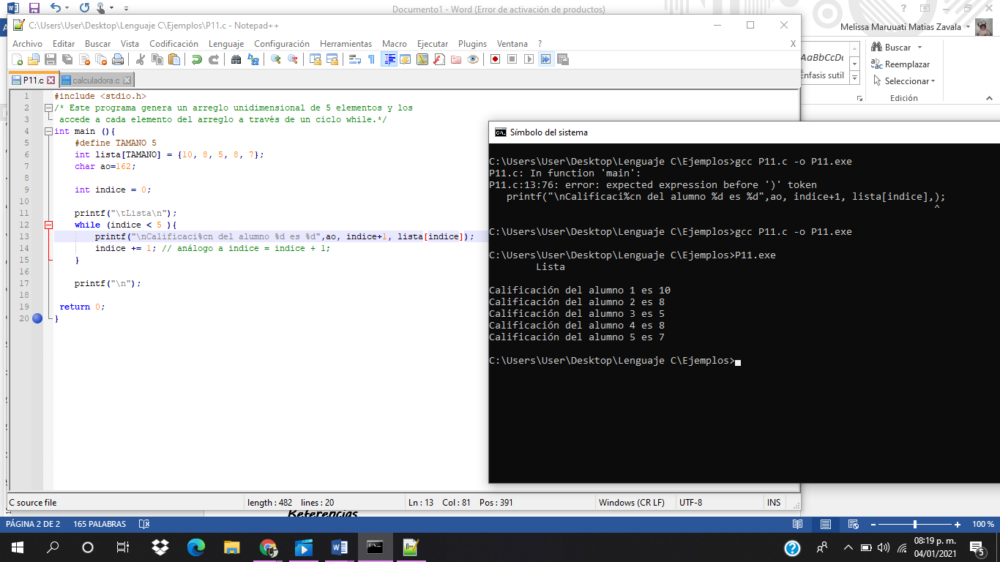 Documento1 - Word (Error de activación de productos)
C:\Users\User\Desktop\Lenguaje C\Ejemplos\P11.c - Notepad++
Melissa Maruuati Matias Zavala
Archivo Editar Buscar Vista Codificación Lenguaje Configuración Herramientas Macro Ejecutar Plugins Ventana ? X
AaBbCcDc
Énfasis sutil
Buscar
Reemplazar
Seleccionar
Edición
P11.c calculadora.c
1 #include <stdio.h>
2 /* Este programa genera un arreglo unidimensional de 5 elementos y los
3 accede a cada elemento del arreglo a través de un ciclo while.*/
4 int main (){
5 #define TAMANO 5
6 int lista[TAMANO] = {10, 8, 5, 8, 7};
7 char ao=162;
8
9 int indice = 0;
10
11 printf("\tLista\n");
12 while (indice < 5 ){
13 printf("\nCalificaci%cn del alumno %d es %d",ao, indice+1, lista[indice]);
14 indice += 1; // análogo a indice = indice + 1;
15 }
16
17 printf("\n");
18
19 return 0;
20 }
Símbolo del sistema
C:\Users\User\Desktop\Lenguaje C\Ejemplos>gcc P11.c -o P11.exe
P11.c: In function 'main':
P11.c:13:76: error: expected expression before ')' token
printf("\nCalificaci%cn del alumno %d es %d",ao, indice+1, lista[indice],);
^
C:\Users\User\Desktop\Lenguaje C\Ejemplos>gcc P11.c -o P11.exe
C:\Users\User\Desktop\Lenguaje C\Ejemplos>P11.exe
Lista
Calificación del alumno 1 es 10
Calificación del alumno 2 es 8
Calificación del alumno 3 es 5
Calificación del alumno 4 es 8
Calificación del alumno 5 es 7
C:\Users\User\Desktop\Lenguaje C\Ejemplos>
C source file length : 482 lines : 20 Ln : 13 Col : 81 Pos : 391 Windows (CR LF) UTF-8 INS
Referencias
PÁGINA 2 DE 2 165 PALABRAS 100 %
08:19 p. m.
04/01/2021
5